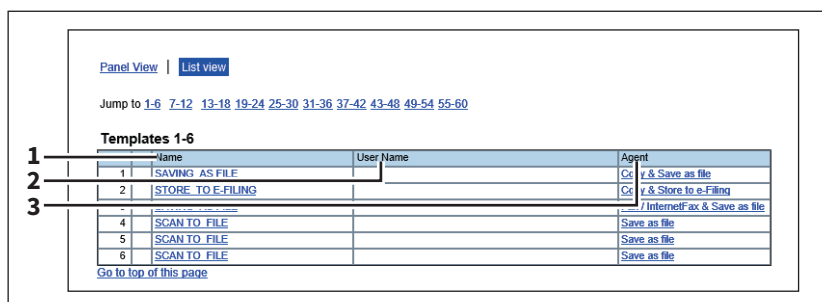 Panel View | List view
Jump to 1-6 7-12 13-18 19-24 25-30 31-36 37-42 43-48 49-54 55-60
Templates 1-6
1 Name User Name Agent
1 SAVING AS FILE Copy & Save as file
2
2 STORE TO E-FILING Copy & Store to e-Filing
3 / InternetFax & Save as file
4 SCAN TO FILE Save as file
5 SCAN TO FILE Save as file
6 SCAN TO FILE Save as file
Go to top of this page